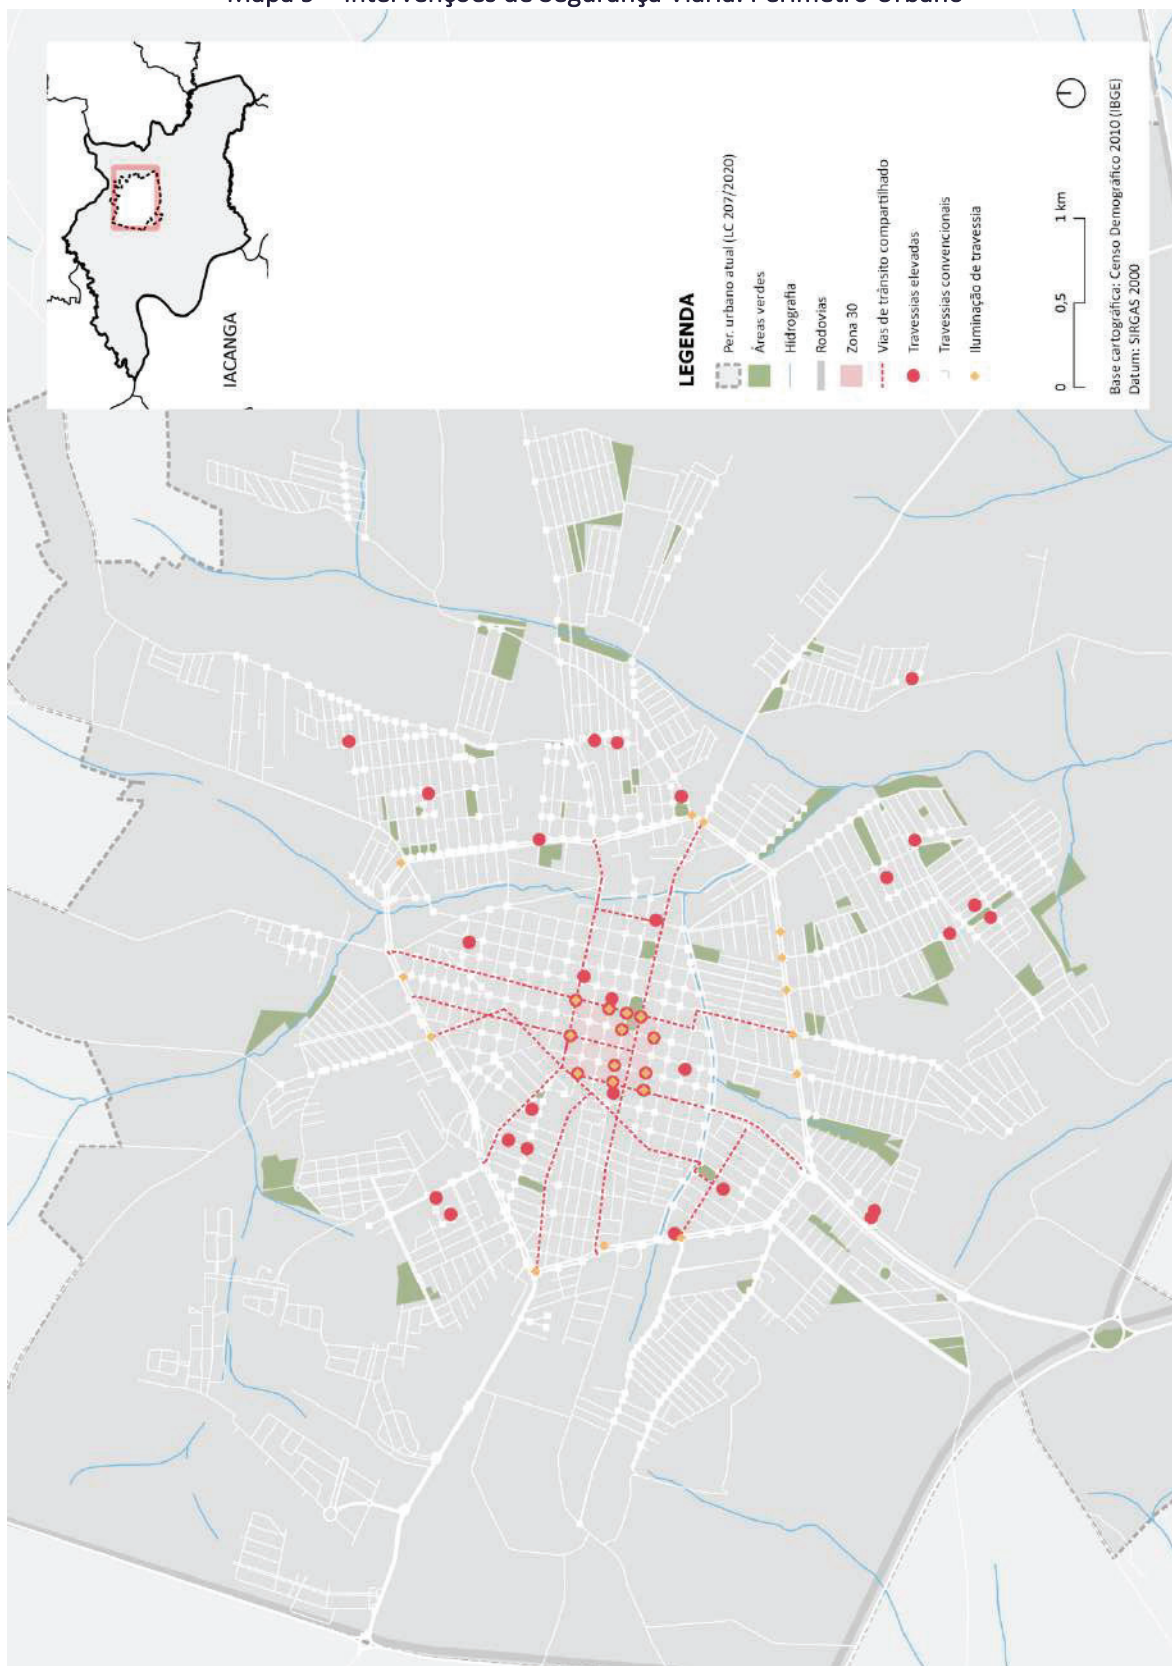 Mapa 5 – Intervenções de Segurança Viária: Perímetro Urbano
IACANGA
LEGENDA
Per. urbano atual (LC 207/2020)
Áreas verdes
Hidrografia
Rodovias
Zona 30
Vias de trânsito compartilhado
Travessias elevadas
Travessias convencionais
Iluminação de travessia
0 0,5 1 km
Base cartográfica: Censo Demográfico 2010 (IBGE)
Datum: SIRGAS 2000